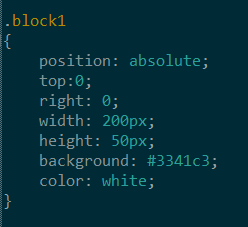 .block1
{
    position: absolute;
    top:0;
    right: 0;
    width: 200px;
    height: 50px;
    background: #3341c3;
    color: white;
}